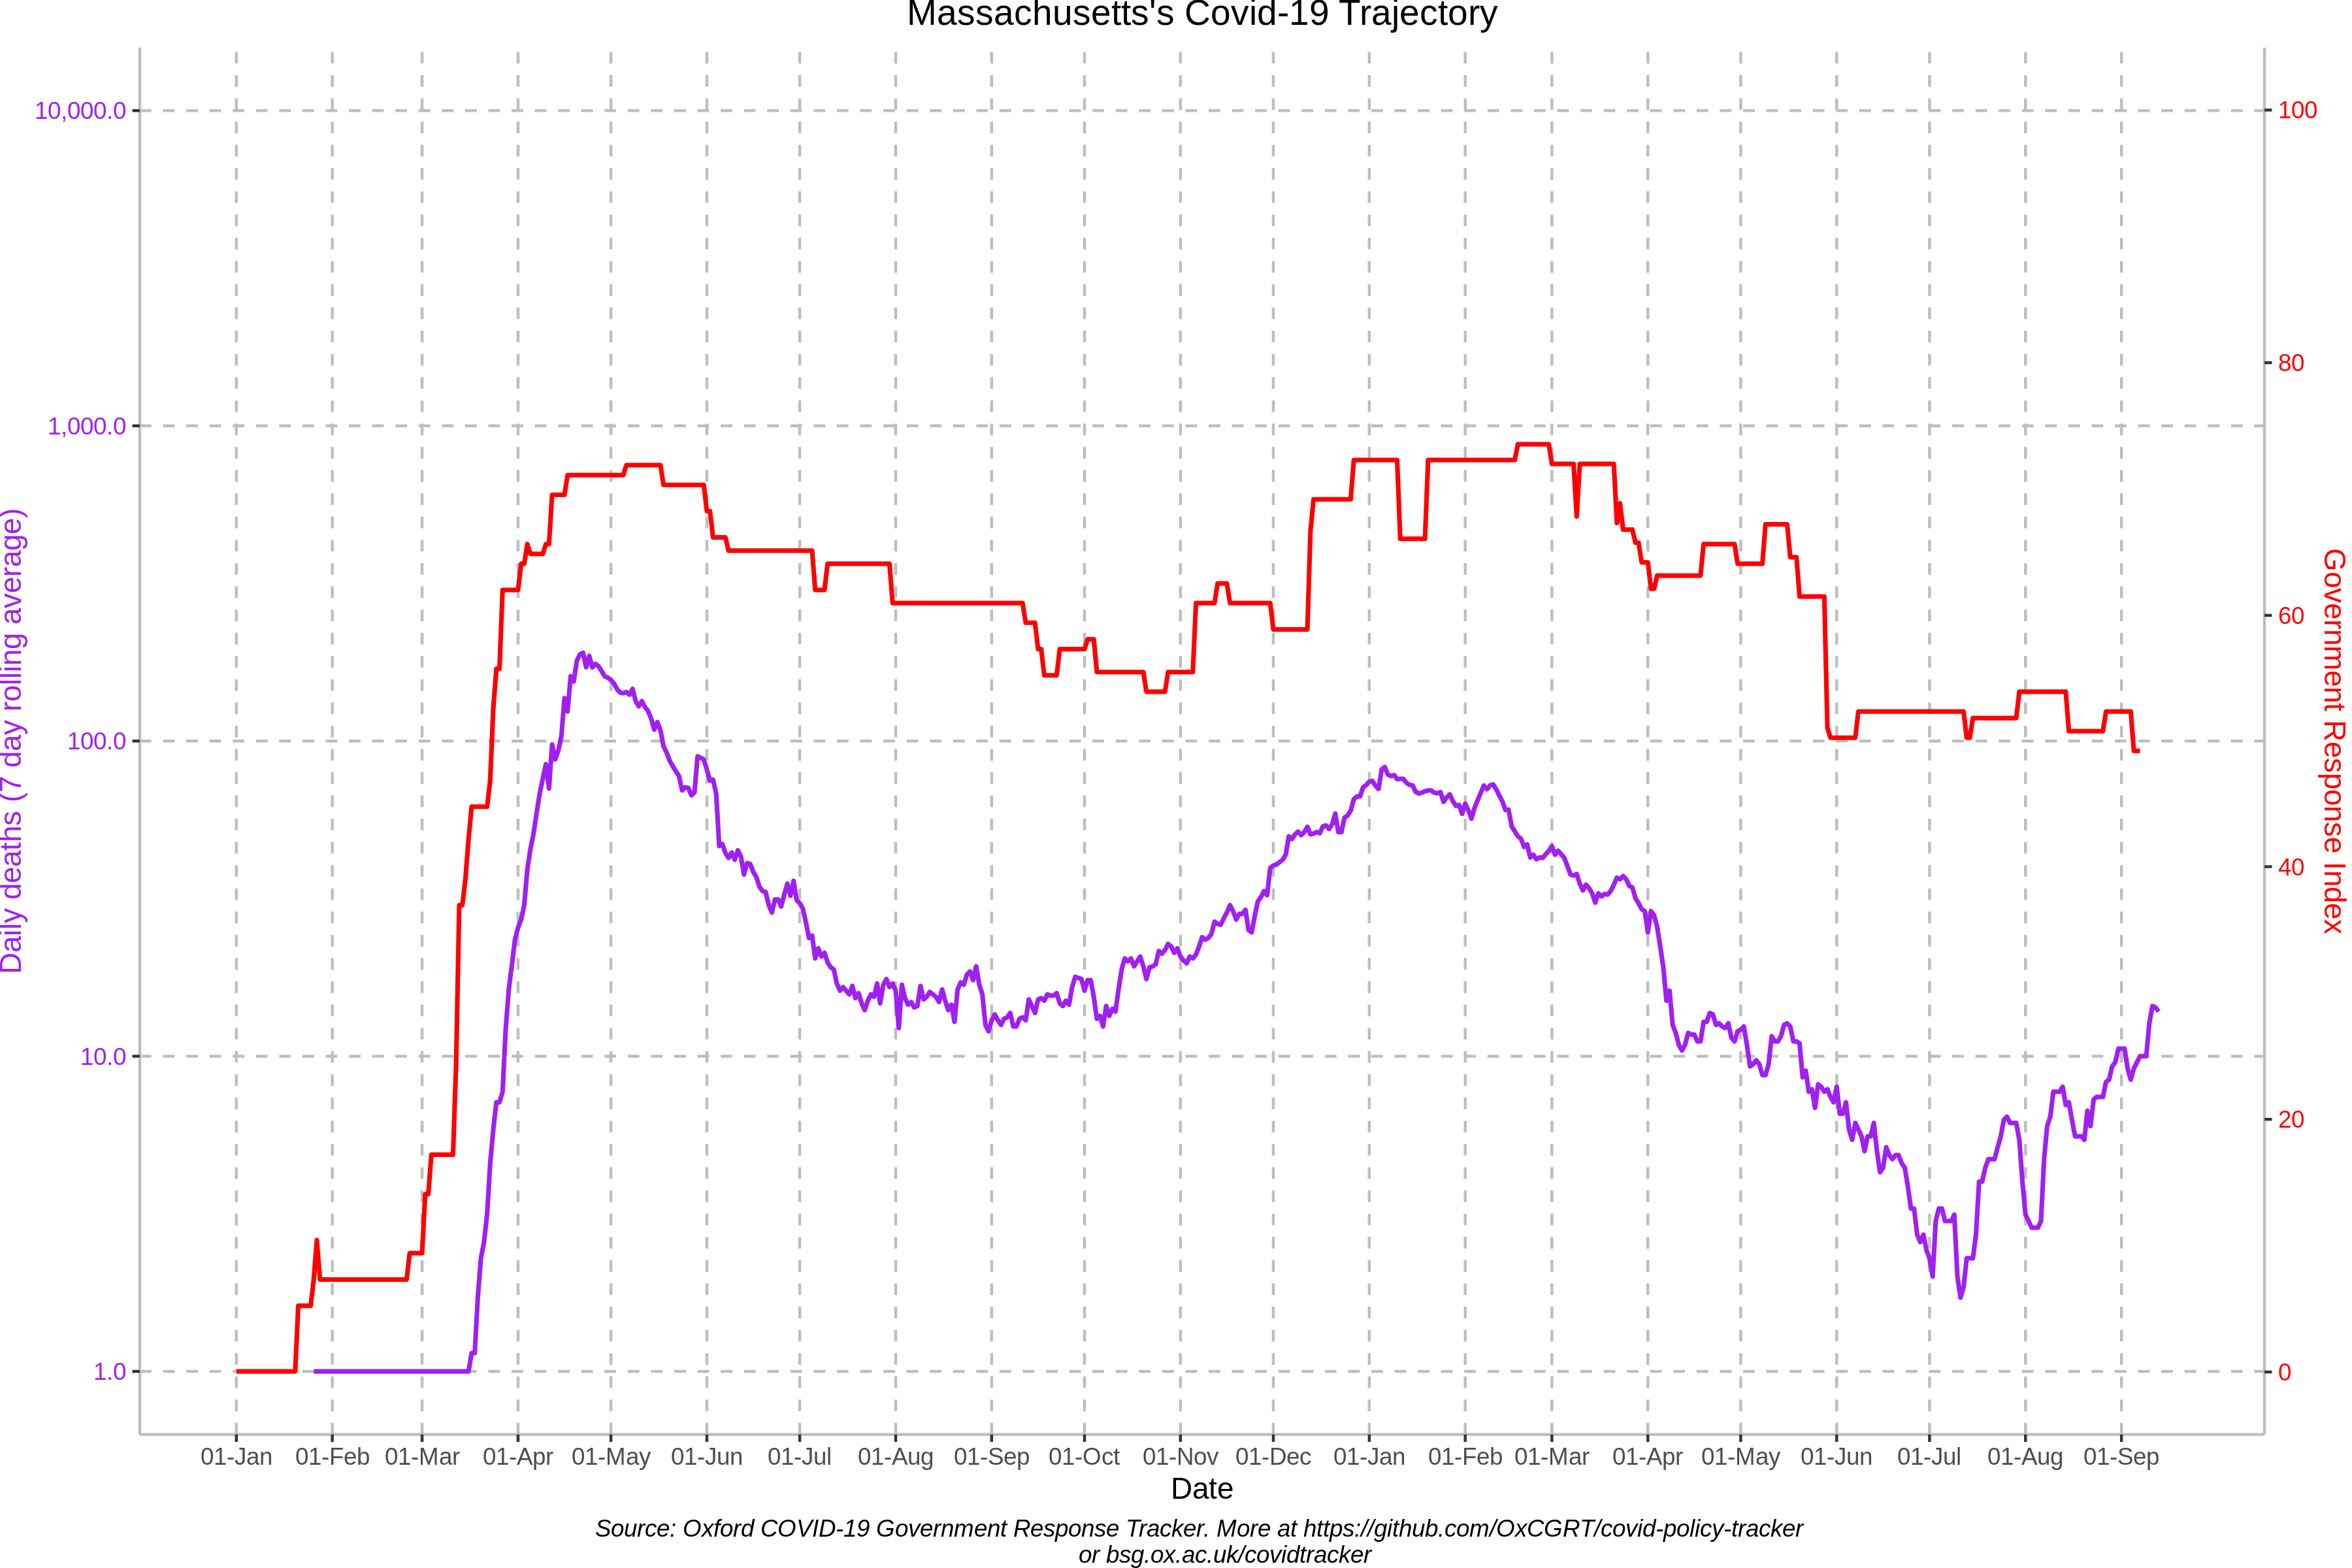 Massachusetts's Covid-19 Trajectory
10,000.0
1,000.0
100.0
10.0
1.0
Daily deaths (7 day rolling average)
100
80
60
40
20
0
Government Response Index
01-Jan 01-Feb 01-Mar 01-Apr 01-May 01-Jun 01-Jul 01-Aug 01-Sep 01-Oct 01-Nov 01-Dec 01-Jan 01-Feb 01-Mar 01-Apr 01-May 01-Jun 01-Jul 01-Aug 01-Sep
Date
Source: Oxford COVID-19 Government Response Tracker. More at https://github.com/OxCGRT/covid-policy-tracker
or bsg.ox.ac.uk/covidtracker